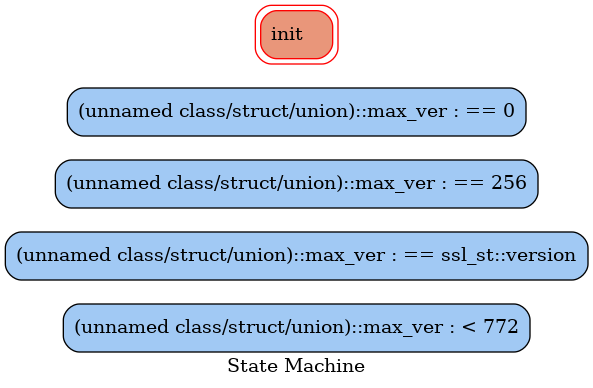 init
(unnamed class/struct/union)::max_ver : == 0
(unnamed class/struct/union)::max_ver : == 256
(unnamed class/struct/union)::max_ver : == ssl_st::version
(unnamed class/struct/union)::max_ver : < 772
State Machine